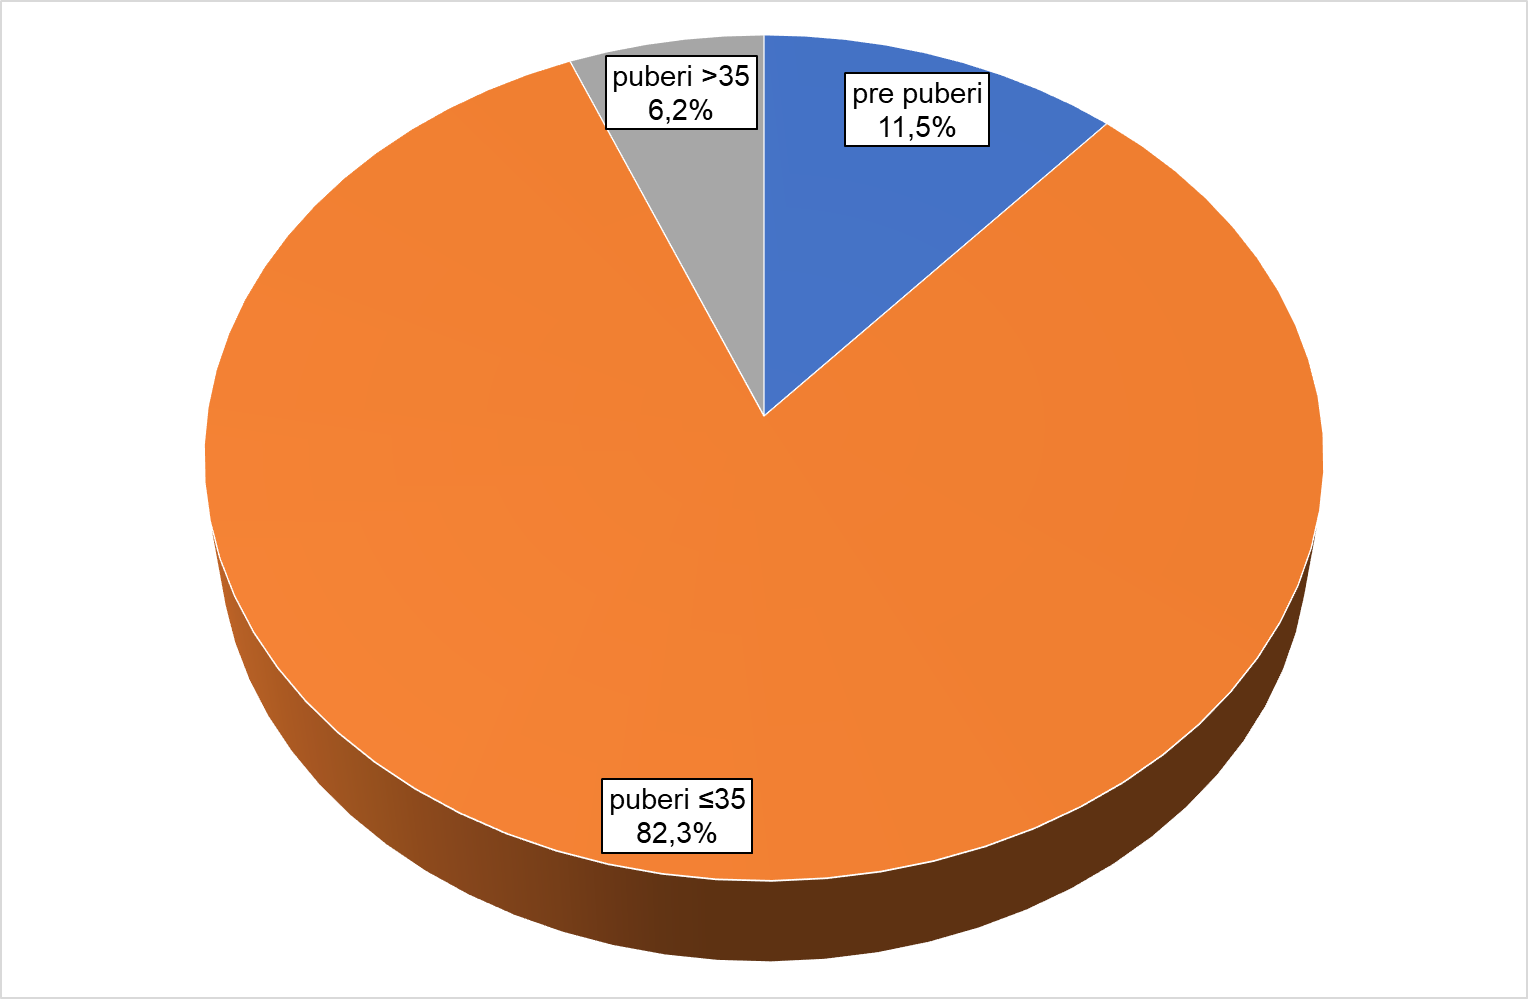 puberi >35
6,2%
pre puberi
11,5%
puberi ≤35
82,3%